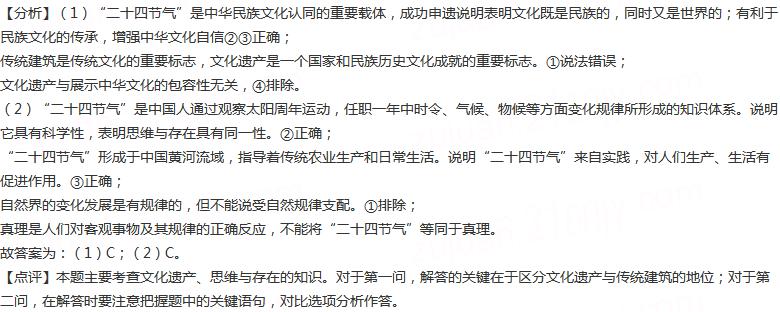 【分析】（1）“二十四节气”是中华民族文化认同的重要载体，成功申遗说明表明文化既是民族的，同时又是世界的；有利于
民族文化的传承，增强中华文化自信②③正确；
传统建筑是传统文化的重要标志，文化遗产是一个国家和民族历史文化成就的重要标志。①说法错误；
文化遗产与展示中华文化的包容性无关，④排除。
（2）“二十四节气”是中国人通过观察太阳周年运动，任职一年中时令、气候、物候等方面变化规律所形成的知识体系。说明
它具有科学性，表明思维与存在具有同一性。②正确；
“二十四节气”形成于中国黄河流域，指导着传统农业生产和日常生活。说明“二十四节气”来自实践，对人们生产、生活有
促进作用。③正确；
自然界的变化发展是有规律的，但不能说受自然规律支配。①排除；
真理是人们对客观事物及其规律的正确反应，不能将“二十四节气”等同于真理。
故答案为：（1）C；（2）C。
【点评】本题主要考查文化遗产、思维与存在的知识。对于第一问，解答的关键在于区分文化遗产与传统建筑的地位；对于第
二问，在解答时要注意把握题中的关键语句，对比选项分析作答。